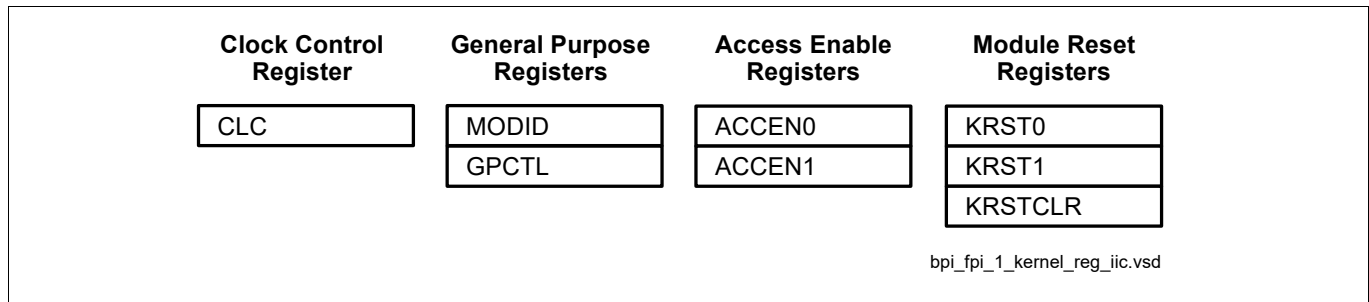 Clock Control
Register
CLC
General Purpose
Registers
MODID
GPCTL
Access Enable
Registers
ACCEN0
ACCEN1
Module Reset
Registers
KRST0
KRST1
KRSTCLR
bpi_fpi_1_kernel_reg_iic.vsd